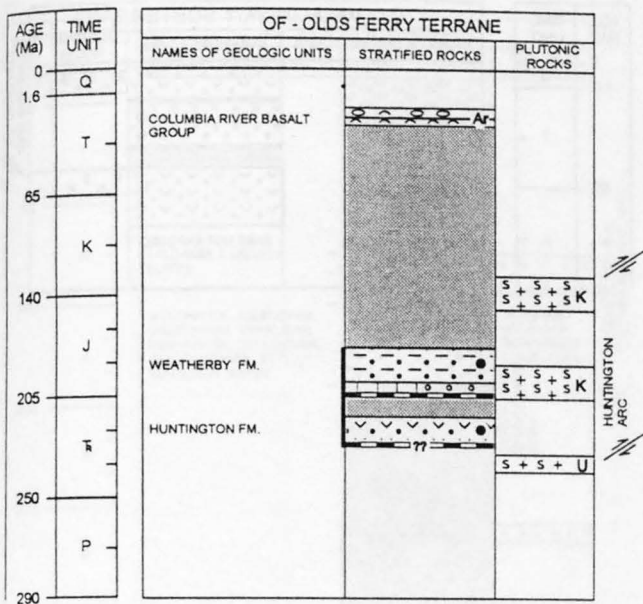 AGE
(Ma)
TIME
UNIT
OF - OLDS FERRY TERRANE
NAMES OF GEOLOGIC UNITS
STRATIFIED ROCKS
PLUTONIC
ROCKS
0
Q
1.6
COLUMBIA RIVER BASALT
GROUP
Ar
T
65
K
140
S S S
+ + K
S S S
+ +
J
WEATHERBY FM.
S S S
+ + K
S S S
+ +
205
HUNTINGTON
ARC
HUNTINGTON FM.
??
Ꞃ
S + S + U
250
P
290